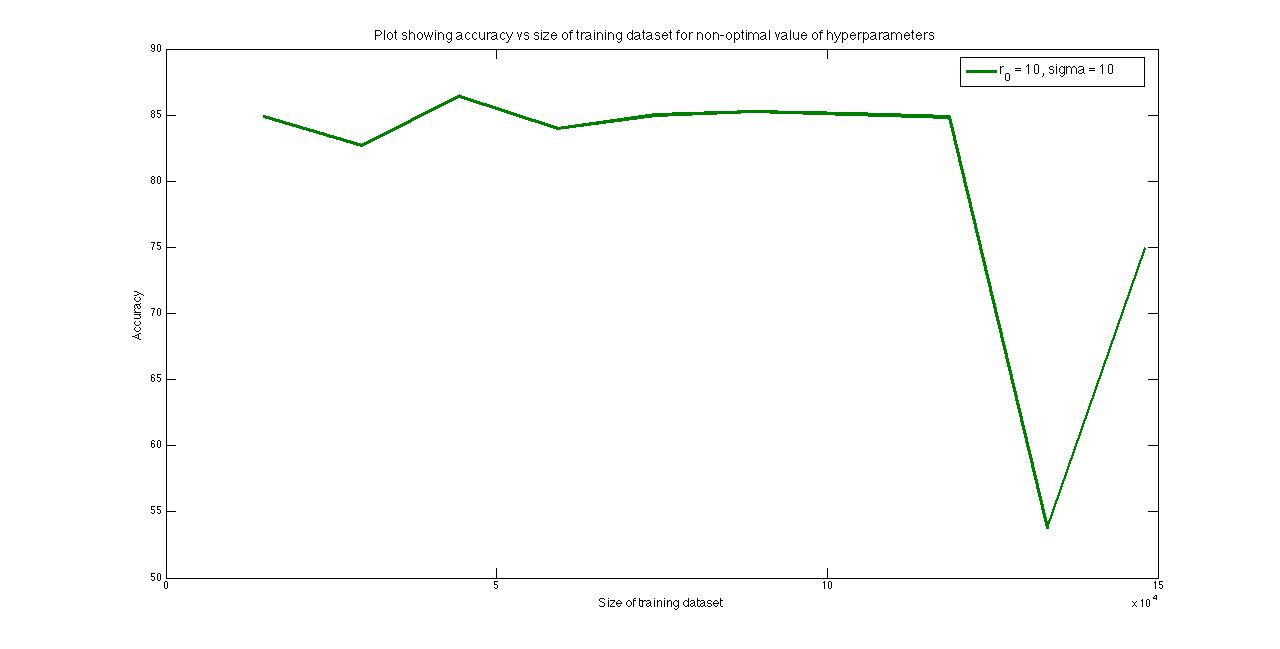 Plot showing accuracy vs size of training dataset for non-optimal value of hyperparameters
r_0 = 10, sigma = 10
90
85
80
75
70
65
60
55
50
Accuracy
0 5 10 15
Size of training dataset
x 10^4